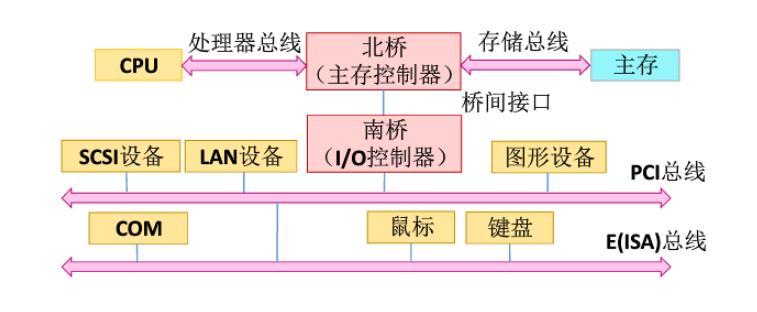 处理器总线
北桥
存储总线
CPU
（主存控制器）
主存
桥间接口
南桥
SCSI设备
LAN设备
（I/O控制器）
图形设备
PCI总线
COM
鼠标
键盘
E(ISA)总线